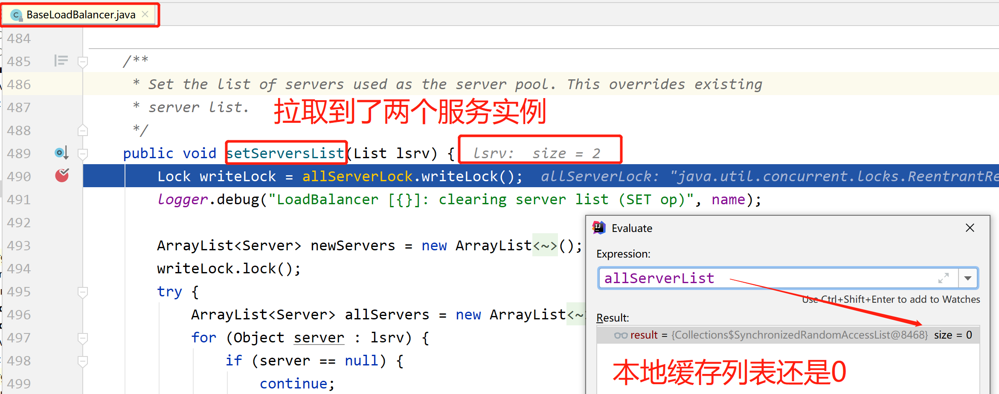 BaseLoadBalancer.java
484
485 /**
486 * Set the list of servers used as the server pool. This overrides existing
487 * server list.
拉取到了两个服务实例
488 */
489 public void setServersList(List lsrv) { lsrv: size = 2
490 Lock writeLock = allServerLock.writeLock(); allServerLock: "java.util.concurrent.locks.ReentrantRe
491 logger.debug("LoadBalancer [{}]: clearing server list (SET op)", name);
492
493 ArrayList<Server> newServers = new ArrayList<~>();
494 writeLock.lock();
495 try {
496 ArrayList<Server> allServers = new ArrayList<~
497 for (Object server : lsrv) {
498 if (server == null) {
499 continue;
Evaluate
Expression:
allServerList
Use Ctrl+Shift+Enter to add to Watches
Result:
result = {Collections$SynchronizedRandomAccessList@8468} size = 0
本地缓存列表还是0